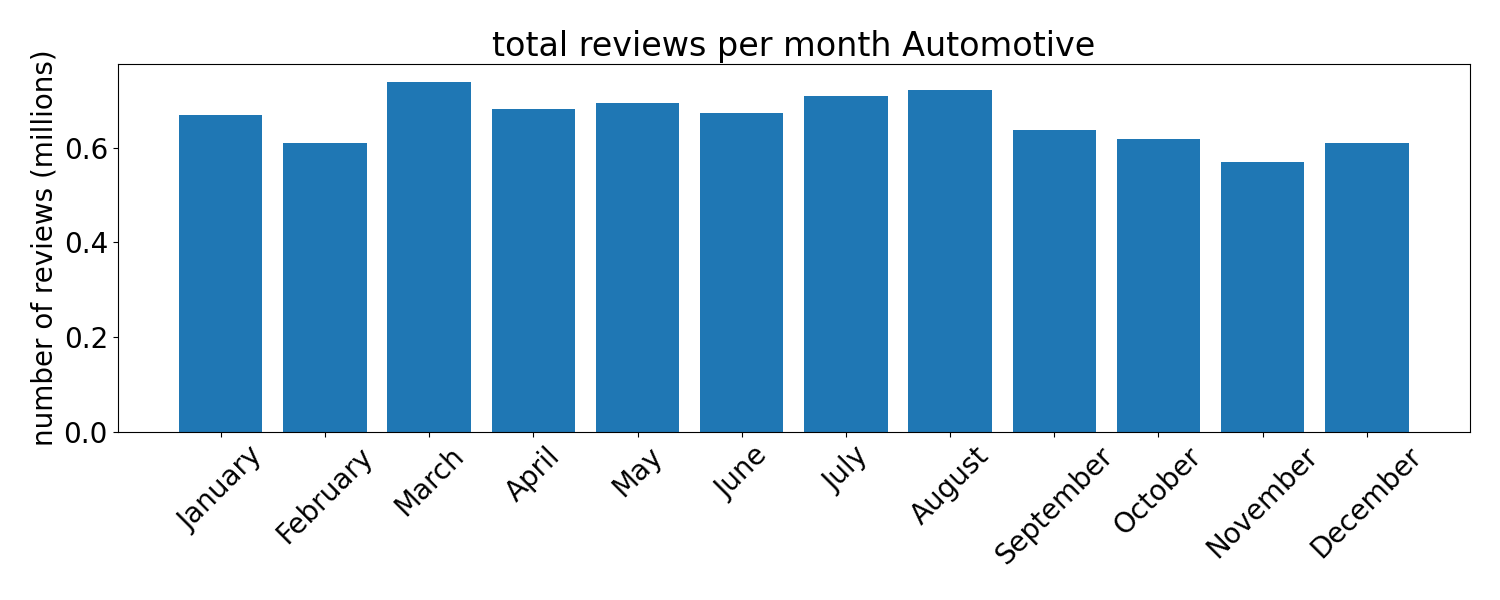 total reviews per month Automotive
number of reviews (millions)
0.6
0.4
0.2
0.0
January
February
March
April
May
June
July
August
September
October
November
December